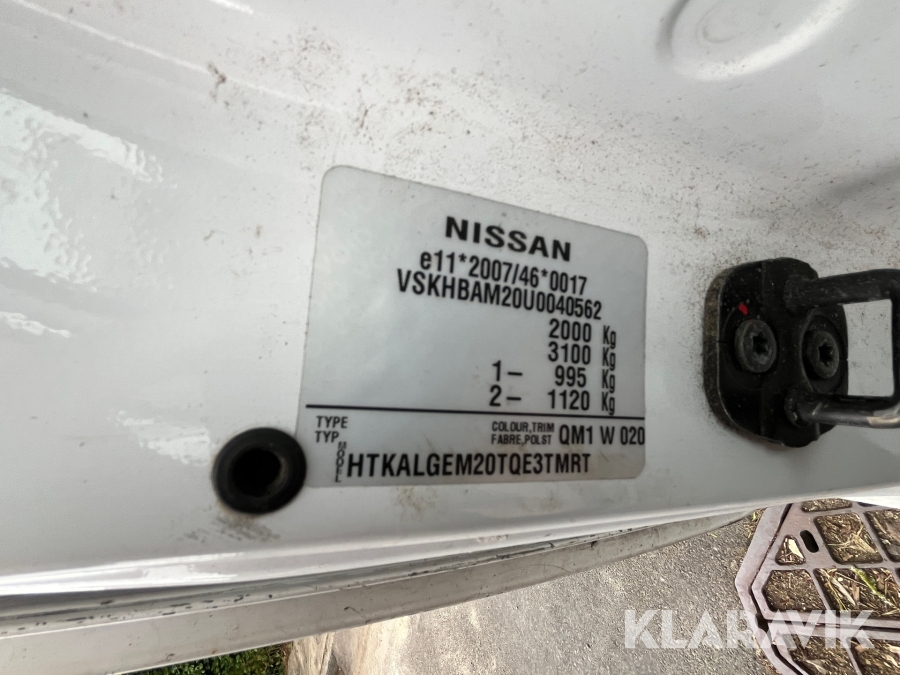 NISSAN
e11*2007/46*0017
VSKHBAM20U0040562
2000 Kg
3100 Kg
1- 995 Kg
2- 1120 Kg
TYPE
TYP
COLOUR,TRIM
FABRE,POLST QM1 W 020
MODEL HTKALGEM20TQE3TMRT
KLARAVIK